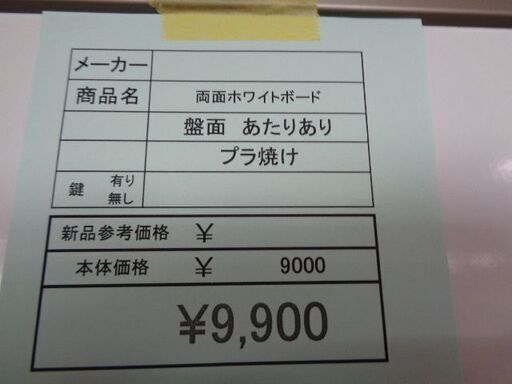 メーカー
商品名 両面ホワイトボード
盤面 あたりあり
プラ焼け
鍵 有り 無し
新品参考価格 ¥
本体価格 ¥ 9000
¥9,900